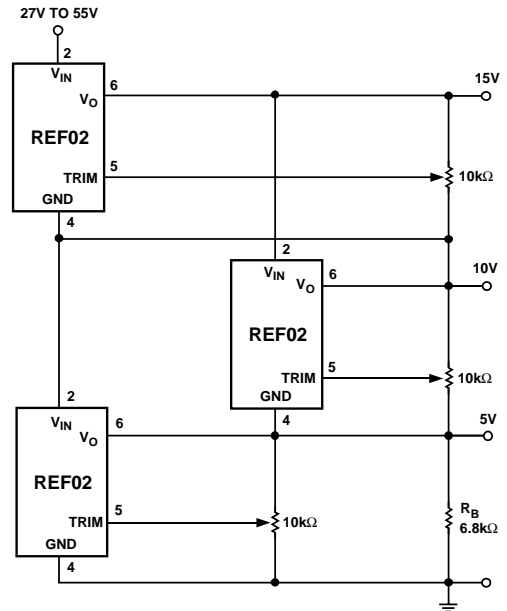 27V TO 55V
2
VIN
6
15V
VO
REF02
5
TRIM
10kΩ
GND
4
2
10V
VIN
6
VO
REF02
5
TRIM
10kΩ
GND
2
4
5V
VIN
6
VO
REF02
5
RB
TRIM
10kΩ
6.8kΩ
GND
4